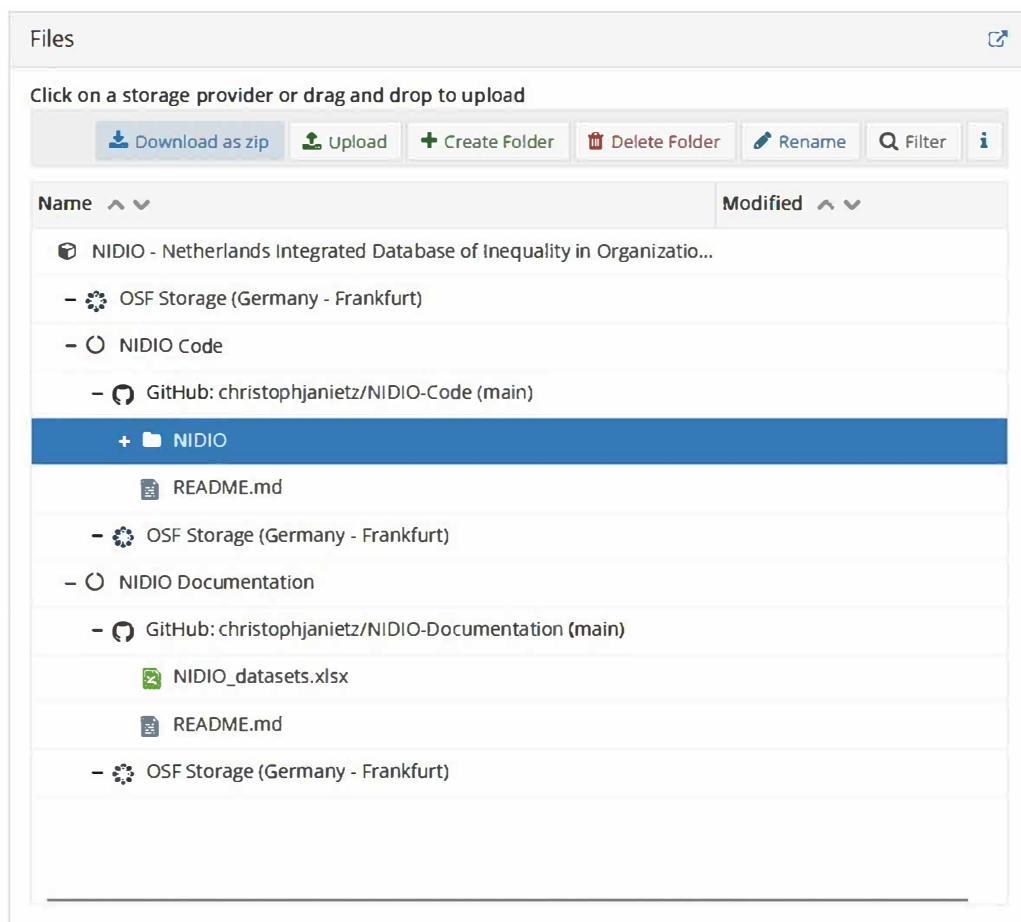 Files
Click on a storage provider or drag and drop to upload
Download as zip Upload + Create Folder Delete Folder Rename Filter i
Name Modified
NIDIO - Netherlands Integrated Database of Inequality in Organizatio...
– OSF Storage (Germany - Frankfurt)
– NIDIO Code
– GitHub: christophjanietz/NIDIO-Code (main)
+ NIDIO
README.md
– OSF Storage (Germany - Frankfurt)
– NIDIO Documentation
– GitHub: christophjanietz/NIDIO-Documentation (main)
NIDIO_datasets.xlsx
README.md
– OSF Storage (Germany - Frankfurt)